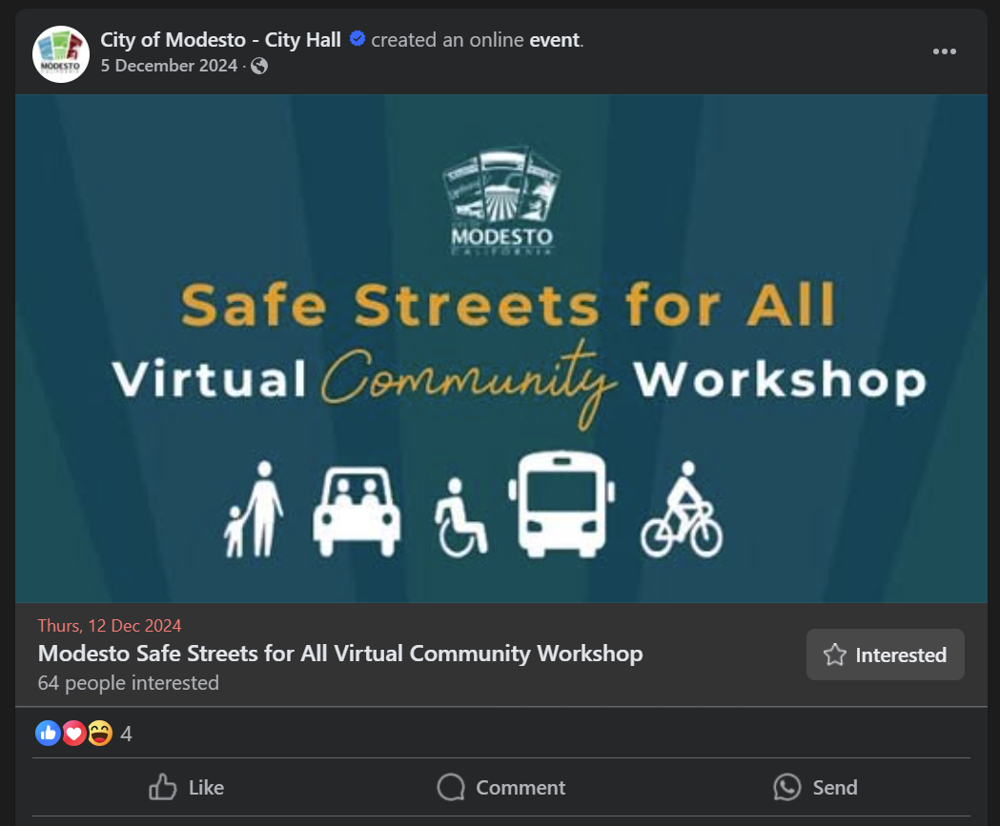 City of Modesto - City Hall created an online event.
5 December 2024 ·
MODESTO
MODESTO
CALIFORNIA
Safe Streets for All
Virtual Community Workshop
Thurs, 12 Dec 2024
Modesto Safe Streets for All Virtual Community Workshop
64 people interested
Interested
4
Like
Comment
Send